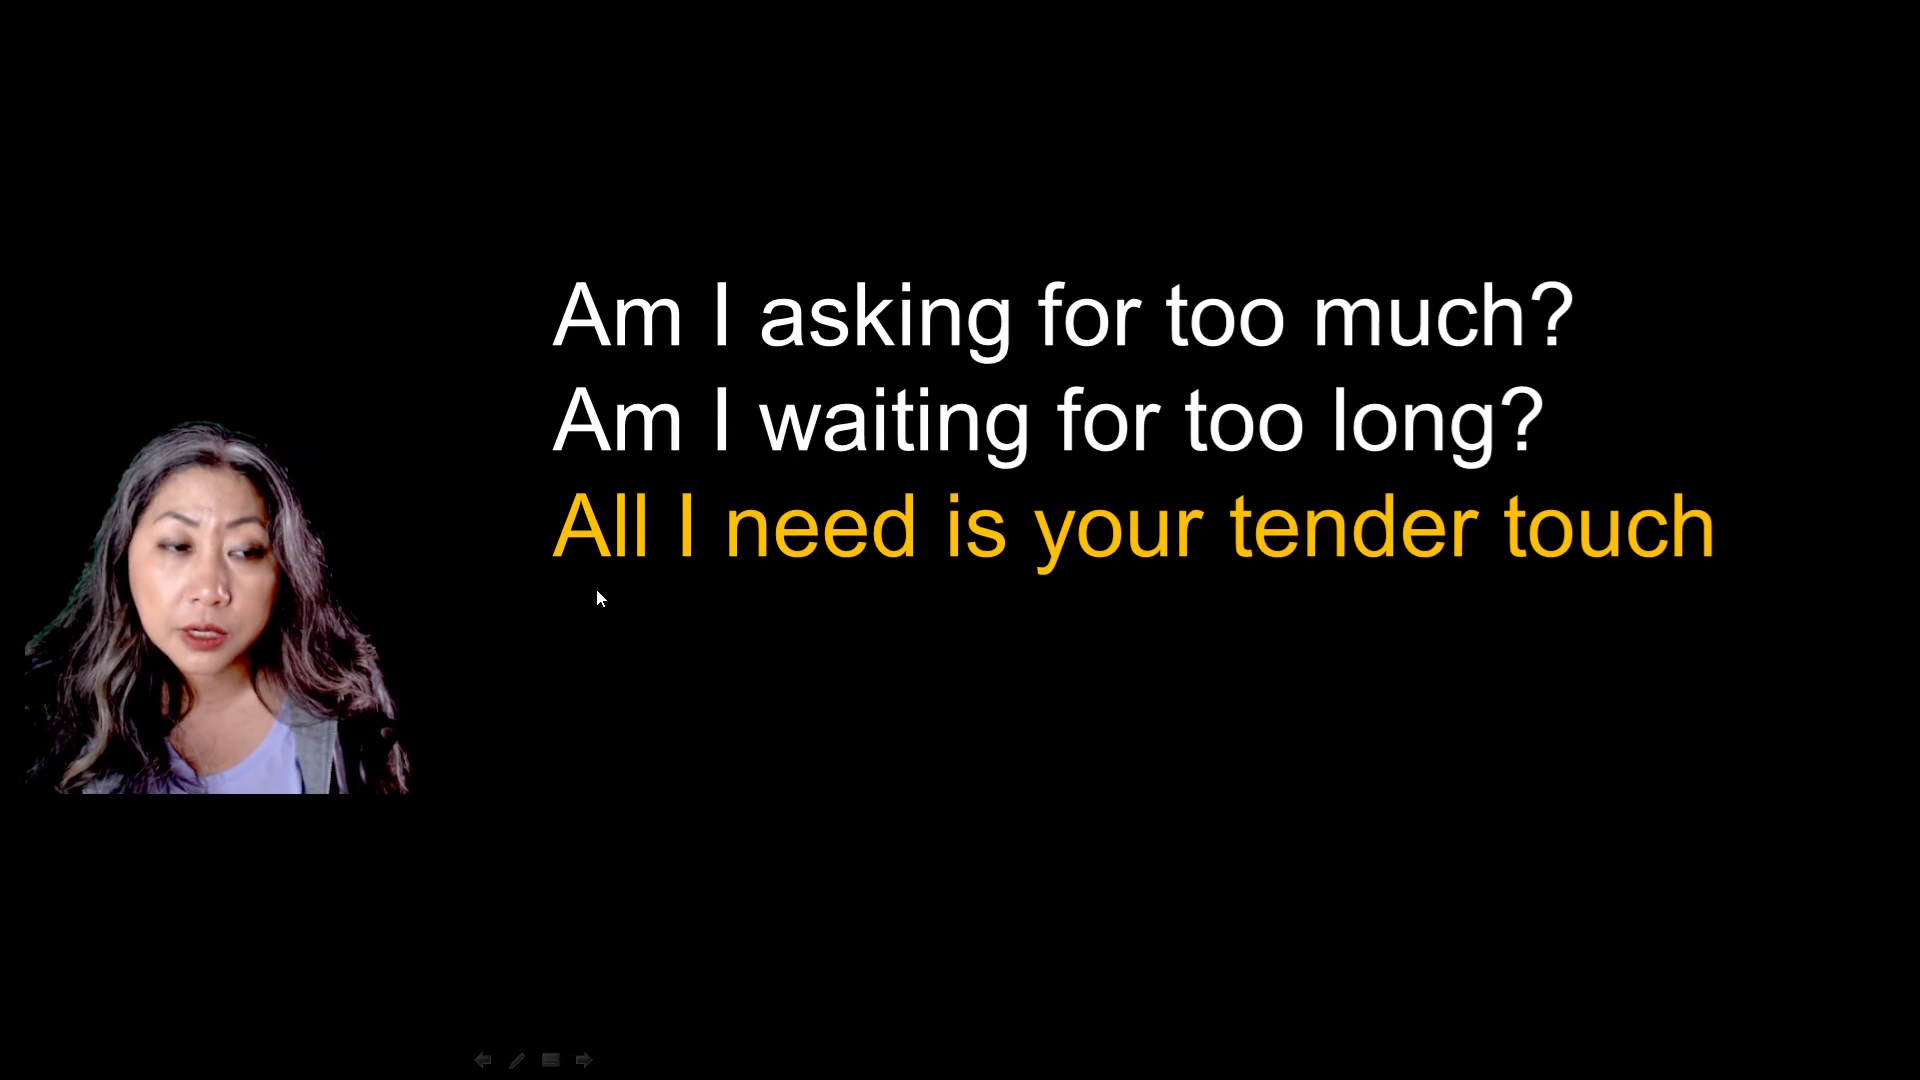 Am I asking for too much?
Am I waiting for too long?
All I need is your tender touch